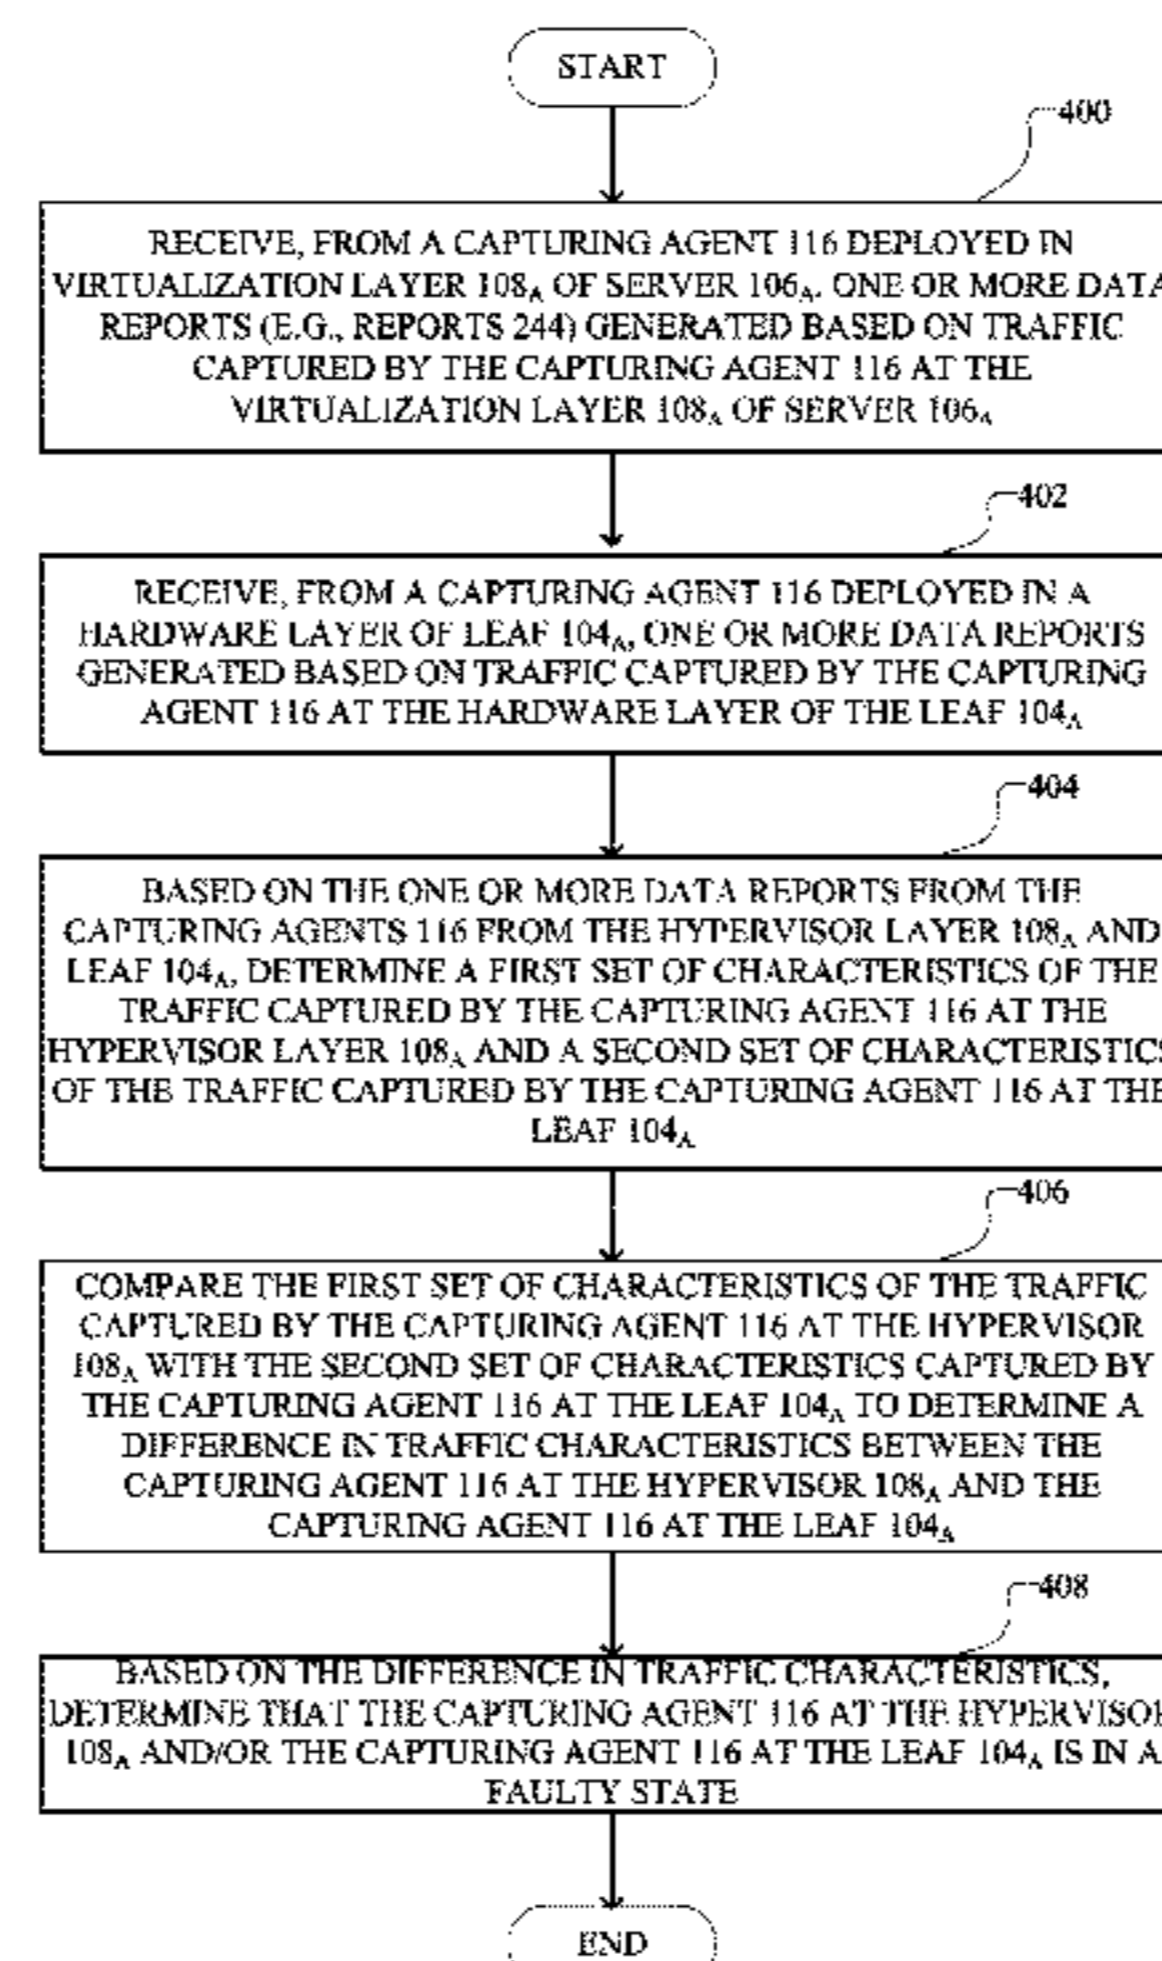 START
400
RECEIVE, FROM A CAPTURING AGENT 116 DEPLOYED IN
VIRTUALIZATION LAYER 108A OF SERVER 106A, ONE OR MORE DATA
REPORTS (E.G., REPORTS 244) GENERATED BASED ON TRAFFIC
CAPTURED BY THE CAPTURING AGENT 116 AT THE
VIRTUALIZATION LAYER 108A OF SERVER 106A
402
RECEIVE, FROM A CAPTURING AGENT 116 DEPLOYED IN A
HARDWARE LAYER OF LEAF 104A, ONE OR MORE DATA REPORTS
GENERATED BASED ON TRAFFIC CAPTURED BY THE CAPTURING
AGENT 116 AT THE HARDWARE LAYER OF THE LEAF 104A
404
BASED ON THE ONE OR MORE DATA REPORTS FROM THE
CAPTURING AGENTS 116 FROM THE HYPERVISOR LAYER 108A AND
LEAF 104A, DETERMINE A FIRST SET OF CHARACTERISTICS OF THE
TRAFFIC CAPTURED BY THE CAPTURING AGENT 116 AT THE
HYPERVISOR LAYER 108A AND A SECOND SET OF CHARACTERISTICS
OF THE TRAFFIC CAPTURED BY THE CAPTURING AGENT 116 AT THE
LEAF 104A
406
COMPARE THE FIRST SET OF CHARACTERISTICS OF THE TRAFFIC
CAPTURED BY THE CAPTURING AGENT 116 AT THE HYPERVISOR
108A WITH THE SECOND SET OF CHARACTERISTICS CAPTURED BY
THE CAPTURING AGENT 116 AT THE LEAF 104A TO DETERMINE A
DIFFERENCE IN TRAFFIC CHARACTERISTICS BETWEEN THE
CAPTURING AGENT 116 AT THE HYPERVISOR 108A AND THE
CAPTURING AGENT 116 AT THE LEAF 104A
408
BASED ON THE DIFFERENCE IN TRAFFIC CHARACTERISTICS,
DETERMINE THAT THE CAPTURING AGENT 116 AT THE HYPERVISOR
108A AND/OR THE CAPTURING AGENT 116 AT THE LEAF 104A IS IN A
FAULTY STATE
END